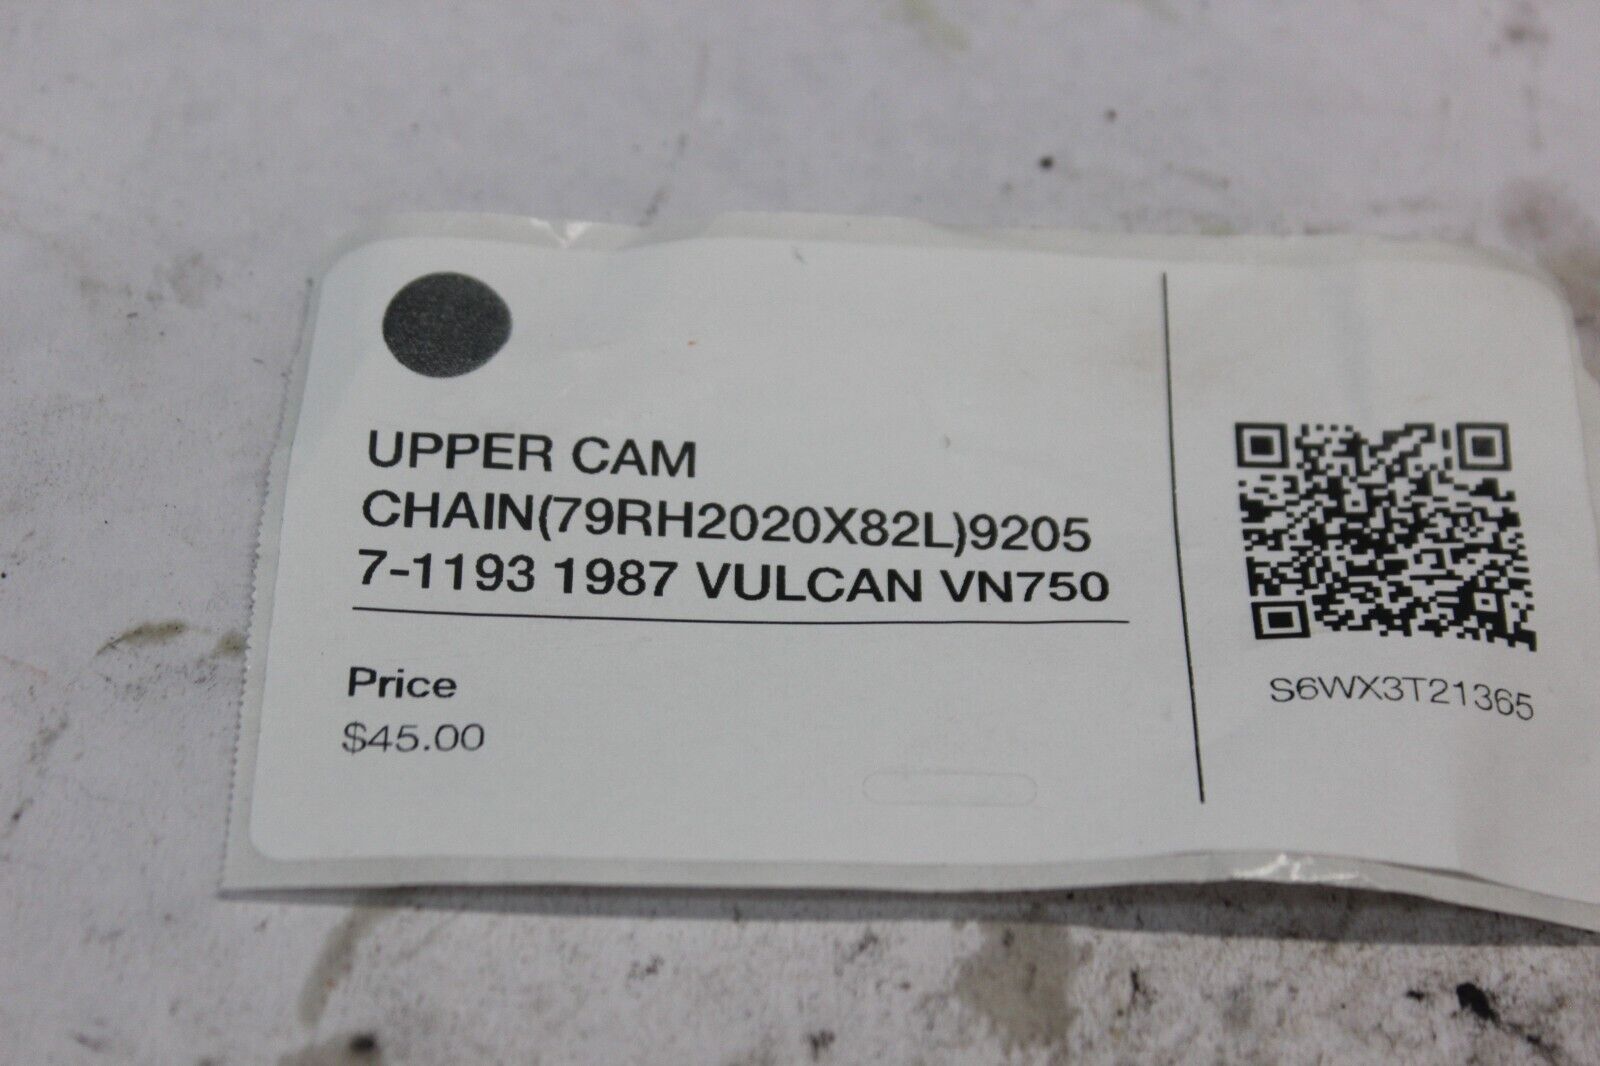 UPPER CAM
CHAIN(79RH2020X82L)9205
7-1193 1987 VULCAN VN750
Price
$45.00
S6WX3T21365